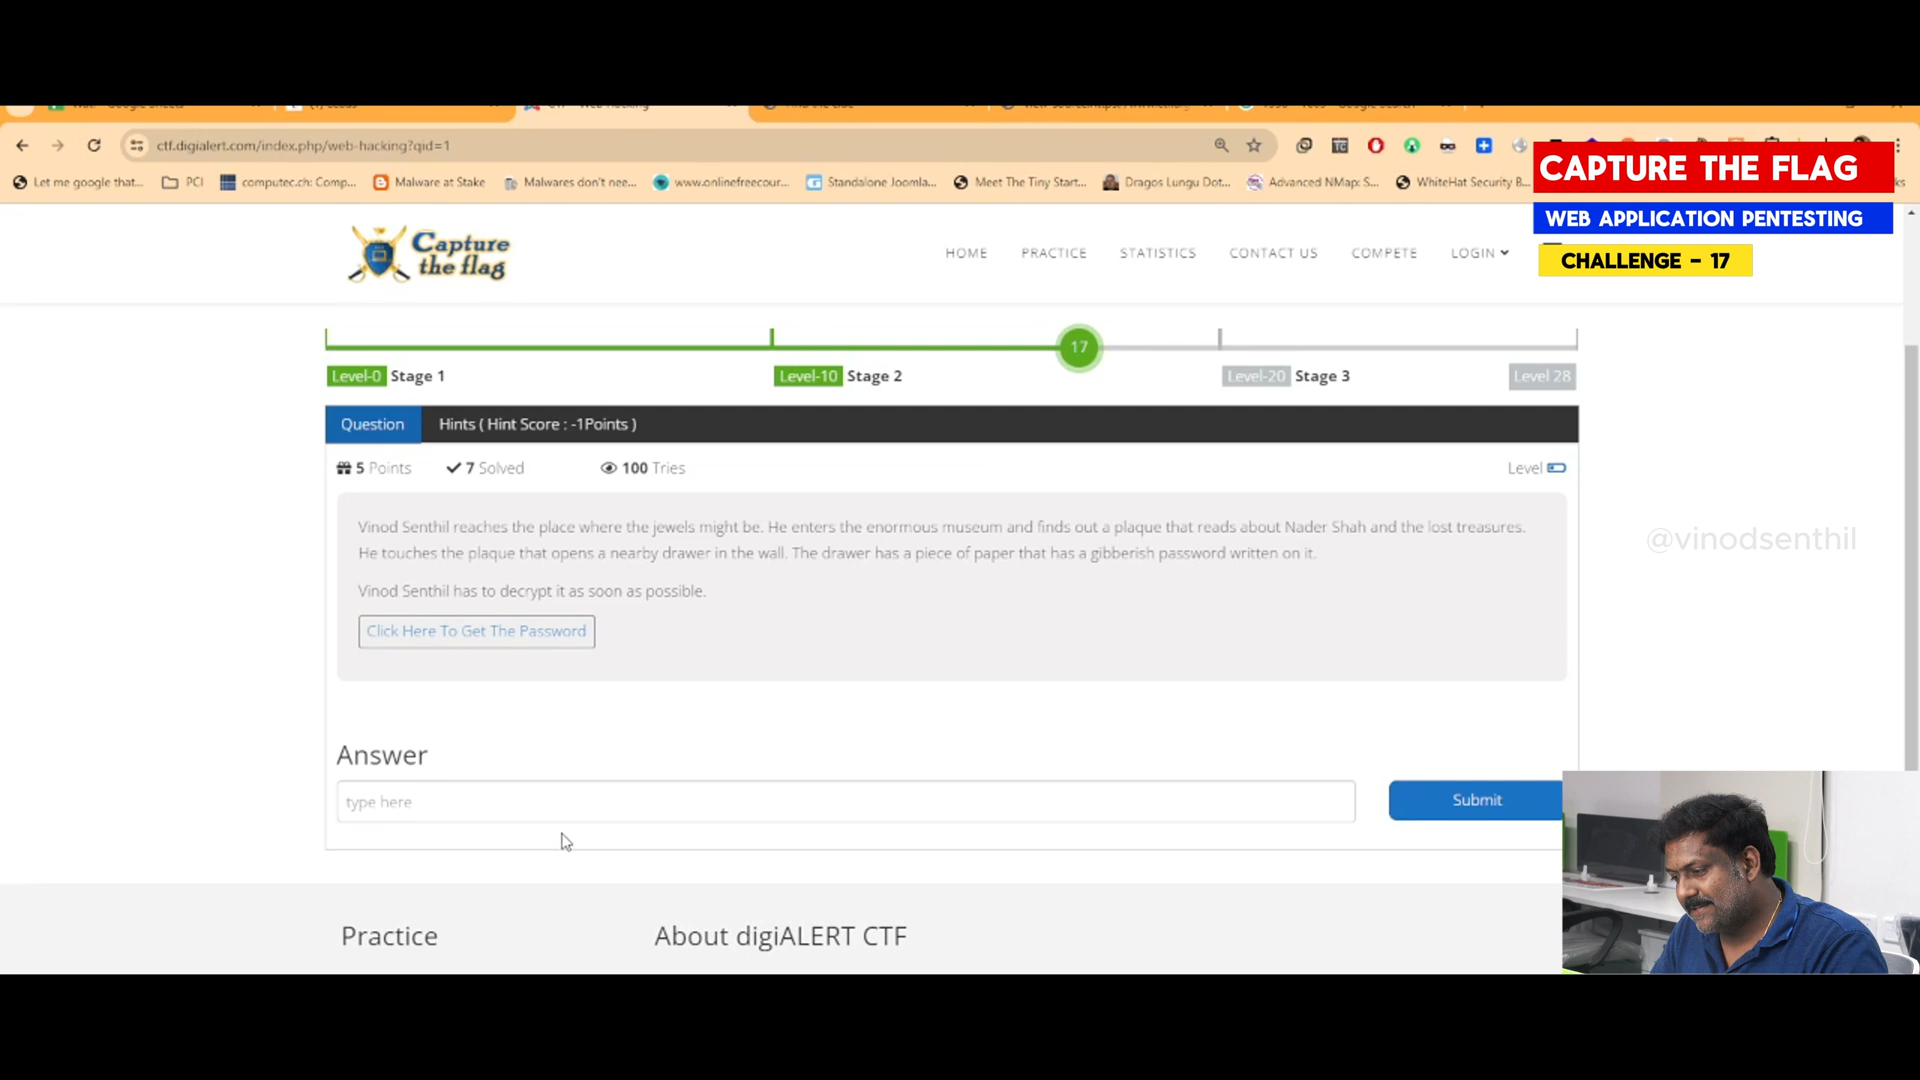 ctf.digialert.com/index.php/web-hacking?qid=1
Let me google that...
PCI
computec.ch: Comp...
Malware at Stake
Malwares don't nee...
www.onlinefreecour...
Standalone Joomla...
Meet The Tiny Start...
Dragos Lungu Dot...
Advanced NMap: S...
WhiteHat Security B...
CAPTURE THE FLAG
WEB APPLICATION PENTESTING
CHALLENGE - 17
Capture
the flag
HOME
PRACTICE
STATISTICS
CONTACT US
COMPETE
LOGIN
17
Level-0 Stage 1
Level-10 Stage 2
Level-20 Stage 3
Level 28
Question
Hints ( Hint Score : -1Points )
5 Points
7 Solved
100 Tries
Level
Vinod Senthil reaches the place where the jewels might be. He enters the enormous museum and finds out a plaque that reads about Nader Shah and the lost treasures.
He touches the plaque that opens a nearby drawer in the wall. The drawer has a piece of paper that has a gibberish password written on it.
Vinod Senthil has to decrypt it as soon as possible.
Click Here To Get The Password
@vinodsenthil
Answer
type here
Submit
Practice
About digiALERT CTF